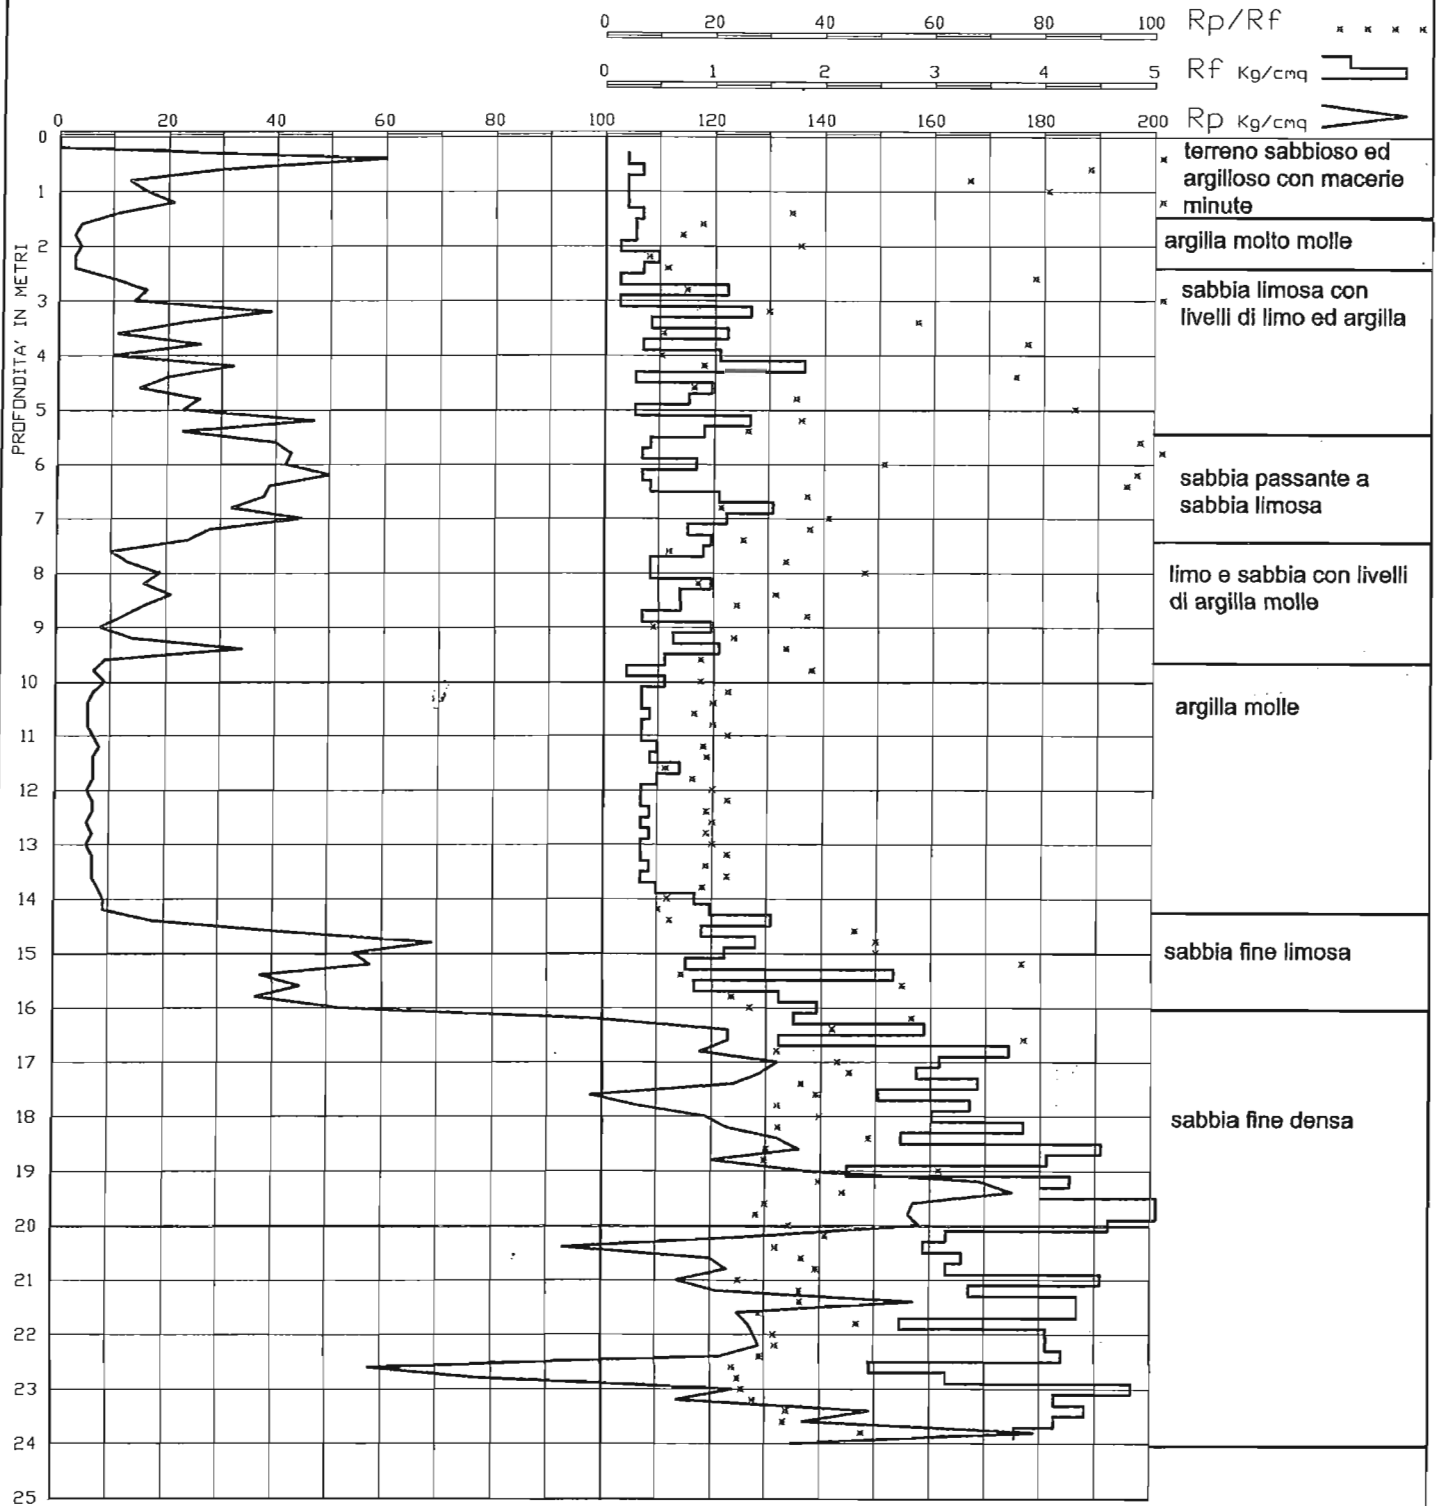 0 20 40 60 80 100 Rp/Rf
0 1 2 3 4 5 Rf Kg/cmq
0 20 40 60 80 100 120 140 160 180 200 Rp Kg/cmq
PROFONDITA' IN METRI
0
1
2
3
4
5
6
7
8
9
10
11
12
13
14
15
16
17
18
19
20
21
22
23
24
25
terreno sabbioso ed
argilloso con macerie
minute
argilla molto molle
sabbia limosa con
livelli di limo ed argilla
sabbia passante a
sabbia limosa
limo e sabbia con livelli
di argilla molle
argilla molle
sabbia fine limosa
sabbia fine densa